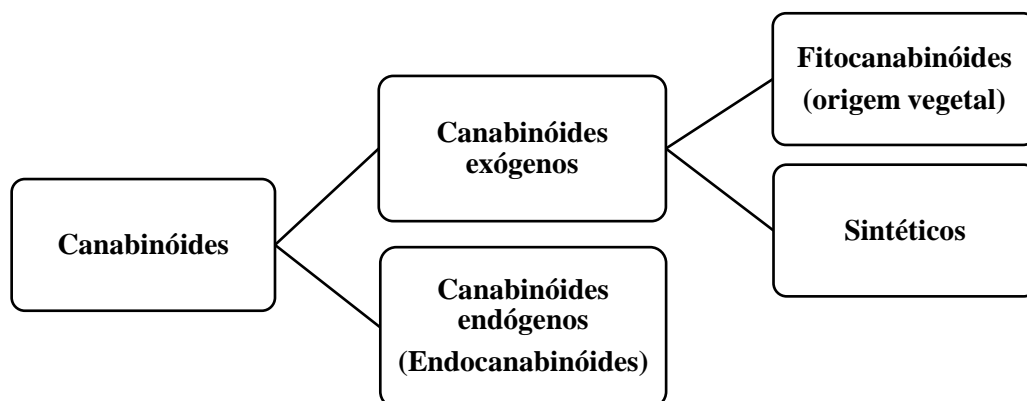 Canabinóides
Canabinóides
exógenos
Fitocanabinóides
(origem vegetal)
Sintéticos
Canabinóides
endógenos
(Endocanabinóides)